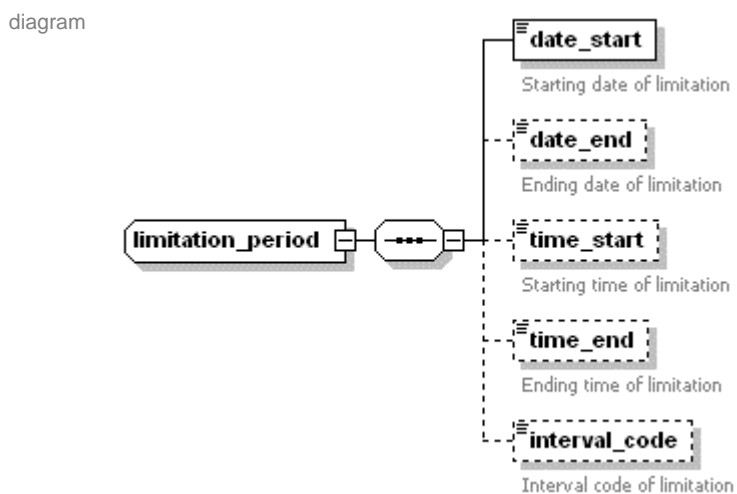 diagram
date_start
Starting date of limitation
date_end
Ending date of limitation
limitation_period
time_start
Starting time of limitation
time_end
Ending time of limitation
interval_code
Interval code of limitation